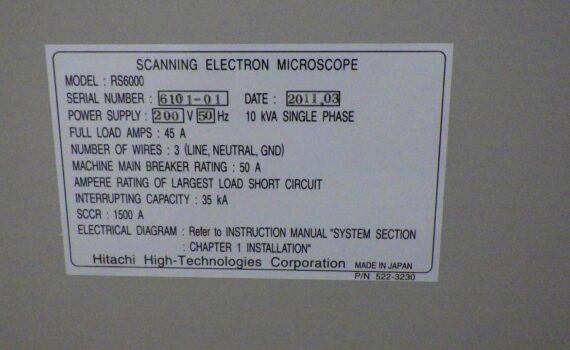 SCANNING ELECTRON MICROSCOPE
MODEL : RS6000
SERIAL NUMBER : 6101-01 DATE : 2011.03
POWER SUPPLY : 200 V 50 Hz 10 kVA SINGLE PHASE
FULL LOAD AMPS : 45 A
NUMBER OF WIRES : 3 (LINE, NEUTRAL, GND)
MACHINE MAIN BREAKER RATING : 50 A
AMPERE RATING OF LARGEST LOAD SHORT CIRCUIT
INTERRUPTING CAPACITY : 35 kA
SCCR : 1500 A
ELECTRICAL DIAGRAM : Refer to INSTRUCTION MANUAL "SYSTEM SECTION
: CHAPTER 1 INSTALLATION"
Hitachi High-Technologies Corporation MADE IN JAPAN
P/N 522-3230